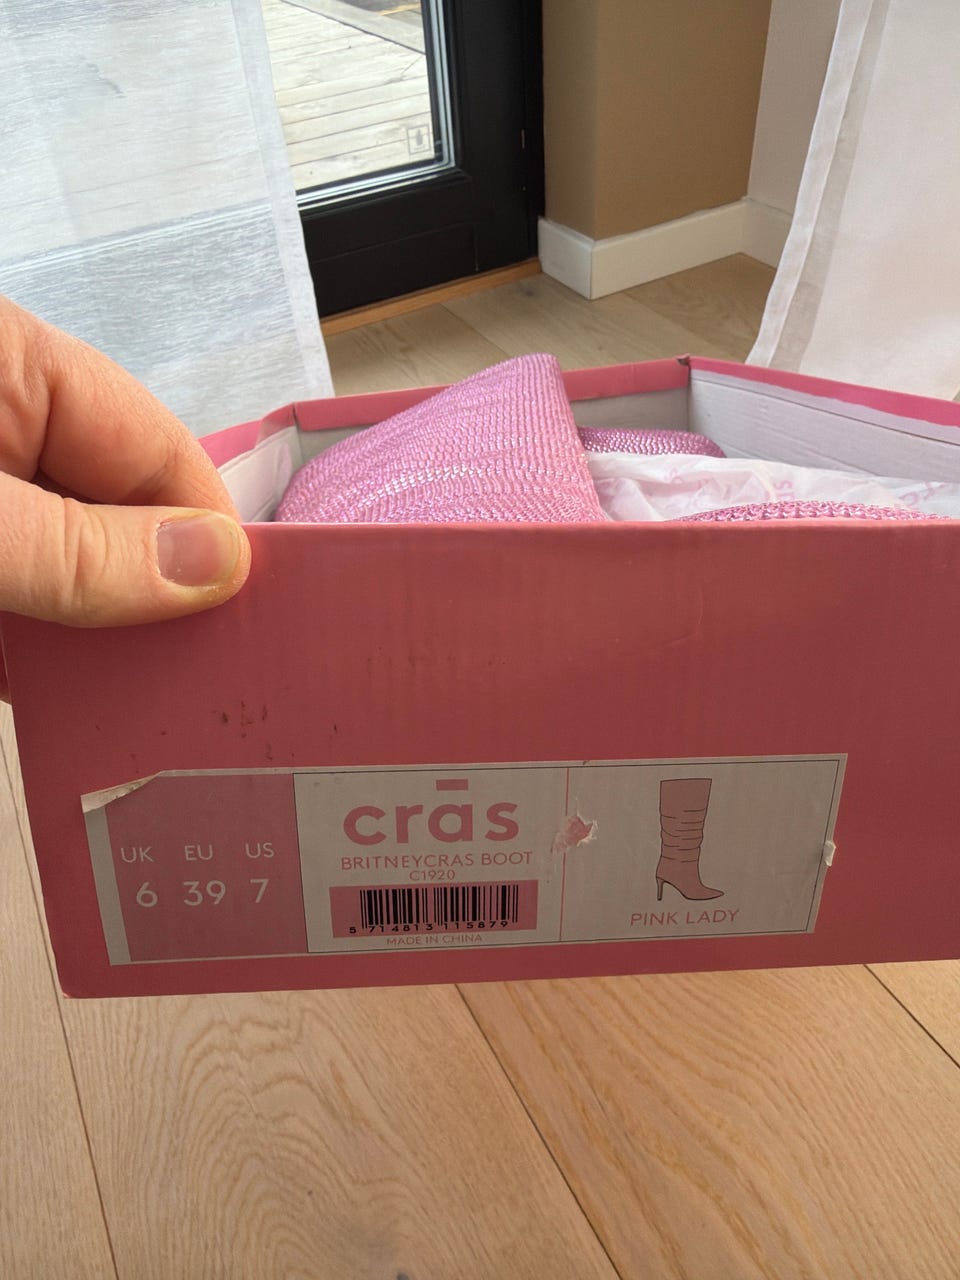 UK EU US
6 39 7
crās
BRITNEYCRAS BOOT
C1920
5 714813 115879
MADE IN CHINA
PINK LADY